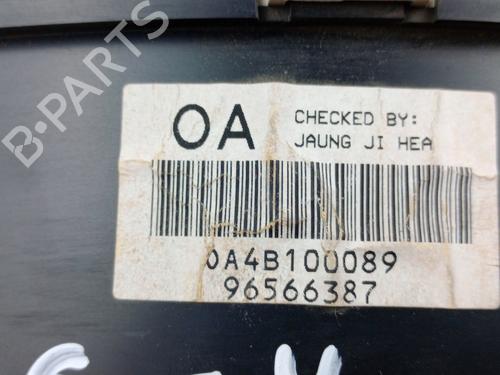 OA
CHECKED BY:
JAUNG JI HEA
0A4B100089
96566387
B-PARTS